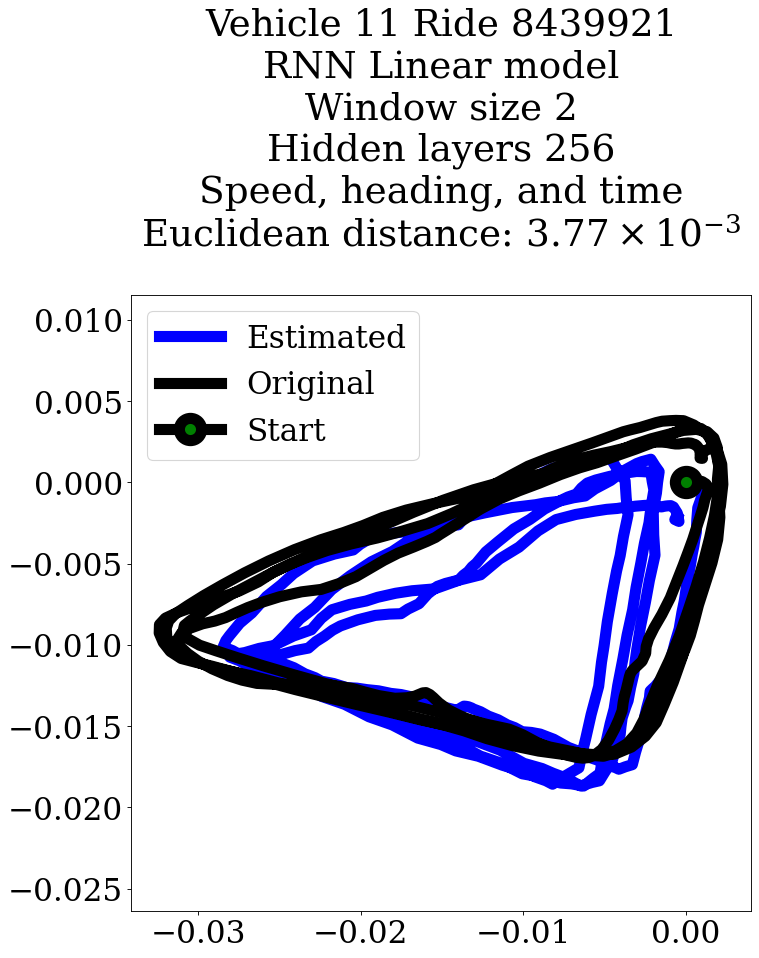 Vehicle 11 Ride 8439921
RNN Linear model
Window size 2
Hidden layers 256
Speed, heading, and time
Euclidean distance: 3.77 × 10⁻³
Estimated
Original
Start
0.010
0.005
0.000
−0.005
−0.010
−0.015
−0.020
−0.025
−0.03 −0.02 −0.01 0.00